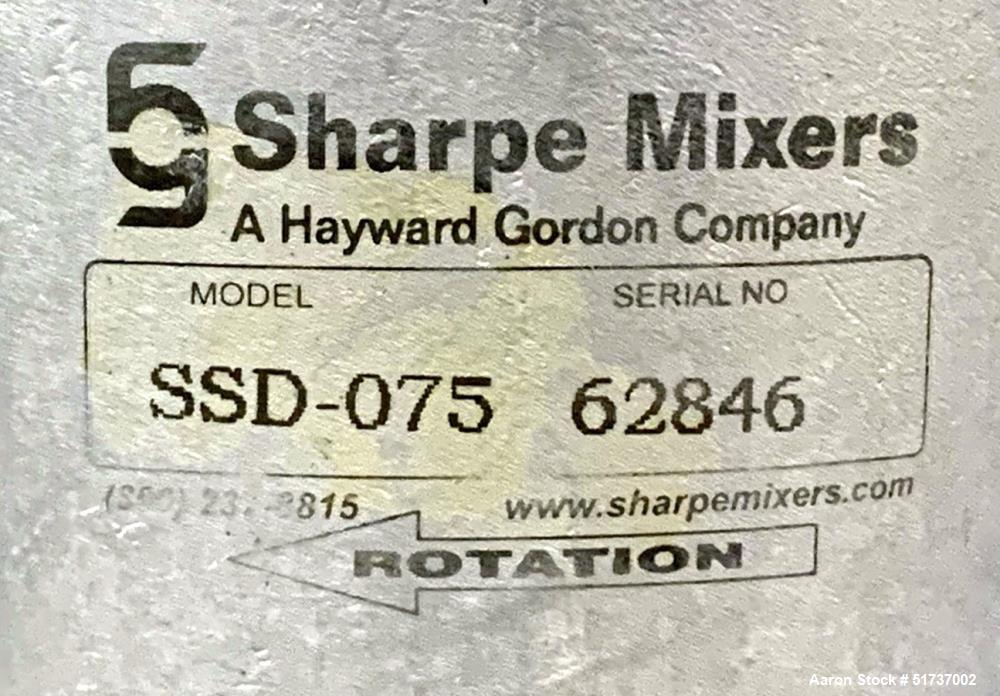 Sharpe Mixers
A Hayward Gordon Company
MODEL SERIAL NO
SSD-075 62846
www.sharpemixers.com
ROTATION
Aaron Stock # 51737002